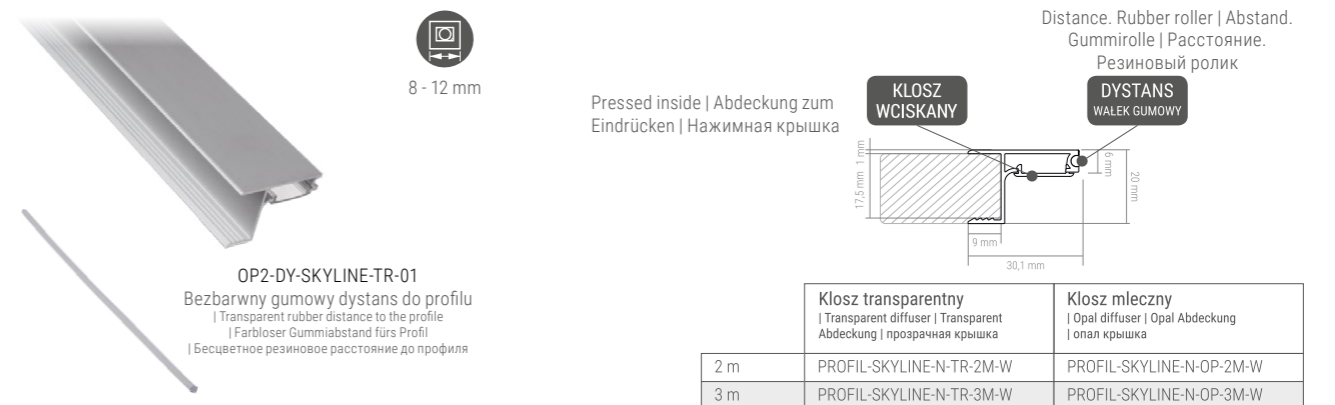 8 - 12 mm
OP2-DY-SKYLINE-TR-01
Bezbarwny gumowy dystans do profilu
| Transparent rubber distance to the profile
| Farbloser Gummiabstand fürs Profil
| Бесцветное резиновое расстояние до профиля
Distance. Rubber roller | Abstand.
Gummirolle | Расстояние.
Резиновый ролик
Pressed inside | Abdeckung zum
Eindrücken | Нажимная крышка
KLOSZ
WCISKANY
DYSTANS
WAŁEK GUMOWY
1 mm
17,5 mm
6 mm
20 mm
9 mm
30,1 mm
Klosz transparentny
| Transparent diffuser | Transparent
Abdeckung | прозрачная крышка
Klosz mleczny
| Opal diffuser | Opal Abdeckung
| опал крышка
2 m PROFIL-SKYLINE-N-TR-2M-W PROFIL-SKYLINE-N-OP-2M-W
3 m PROFIL-SKYLINE-N-TR-3M-W PROFIL-SKYLINE-N-OP-3M-W